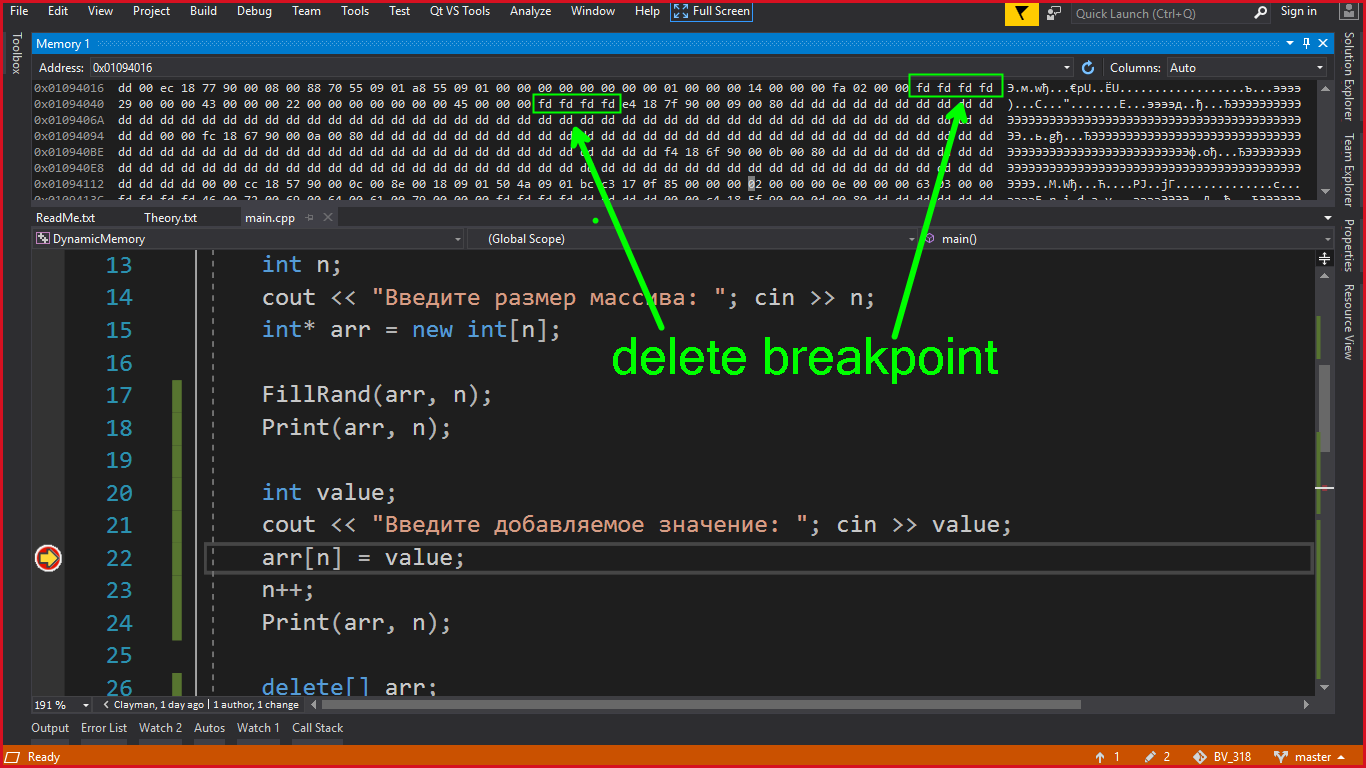 File Edit View Project Build Debug Team Tools Test Qt VS Tools Analyze Window Help Full Screen Quick Launch (Ctrl+Q) Sign in
Toolbox
Memory 1
Address: 0x01094016 Columns: Auto
0x01094016 dd 00 ec 18 77 90 00 08 00 88 70 55 09 01 a8 55 09 01 00 00 00 00 00 00 00 00 01 00 00 00 14 00 00 00 fa 02 00 00 fd fd fd fd
0x01094040 29 00 00 00 43 00 00 00 22 00 00 00 00 00 00 00 45 00 00 00 fd fd fd fd e4 18 7f 90 00 09 00 80 dd dd dd dd dd dd dd dd dd dd
0x0109406A dd dd dd dd dd dd dd dd dd dd dd dd dd dd dd dd dd dd dd dd dd dd dd dd dd dd dd dd dd dd dd dd dd dd dd dd dd dd dd dd dd dd
0x01094094 dd dd 00 00 fc 18 67 90 00 0a 00 80 dd dd dd dd dd dd dd dd dd dd dd dd dd dd dd dd dd dd dd dd dd dd dd dd dd dd dd dd dd dd
0x010940BE dd dd dd dd dd dd dd dd dd dd dd dd dd dd dd dd dd dd dd dd dd dd dd dd dd dd f4 18 6f 90 00 0b 00 80 dd dd dd dd dd dd dd dd
0x010940E8 dd dd dd dd dd dd dd dd dd dd dd dd dd dd dd dd dd dd dd dd dd dd dd dd dd dd dd dd dd dd dd dd dd dd dd dd dd dd dd dd dd dd
0x01094112 dd dd dd dd 00 00 cc 18 57 90 00 0c 00 8e 00 18 09 01 50 4a 09 01 bc c3 17 0f 85 00 00 00 02 00 00 00 0e 00 00 00 63 03 00 00
ReadMe.txt Theory.txt main.cpp
DynamicMemory (Global Scope) main()
13 int n;
14 cout << "Введите размер массива: "; cin >> n;
15 int* arr = new int[n];
16
delete breakpoint
17 FillRand(arr, n);
18 Print(arr, n);
19
20 int value;
21 cout << "Введите добавляемое значение: "; cin >> value;
22 arr[n] = value;
23 n++;
24 Print(arr, n);
25
26 delete[] arr;
Solution Explorer
Team Explorer
Properties
Resource View
191 % Clayman, 1 day ago | 1 author, 1 change
Output Error List Watch 2 Autos Watch 1 Call Stack
Ready 1 2 BV_318 master